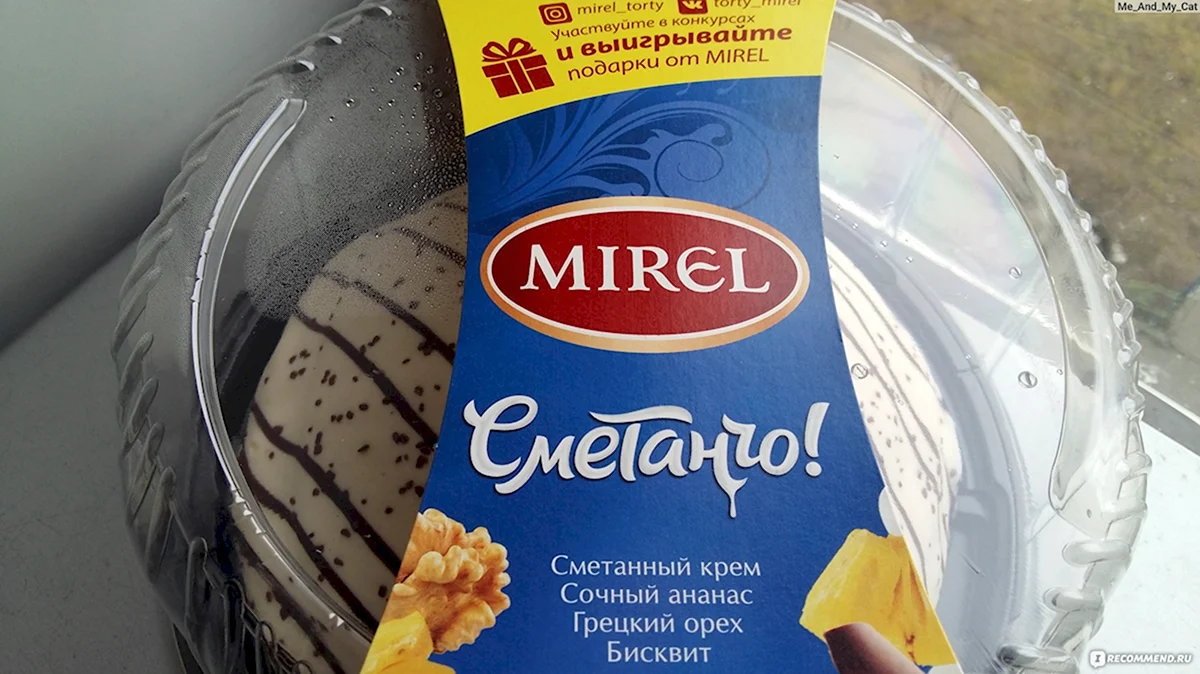 Me_And_My_Cat
mirel_torty torty_mirel
Участвуйте в конкурсах
и выигрывайте
подарки от MIREL
MIREL
Сметанчо!
Сметанный крем
Сочный ананас
Грецкий орех
Бисквит
RECOMMEND.RU